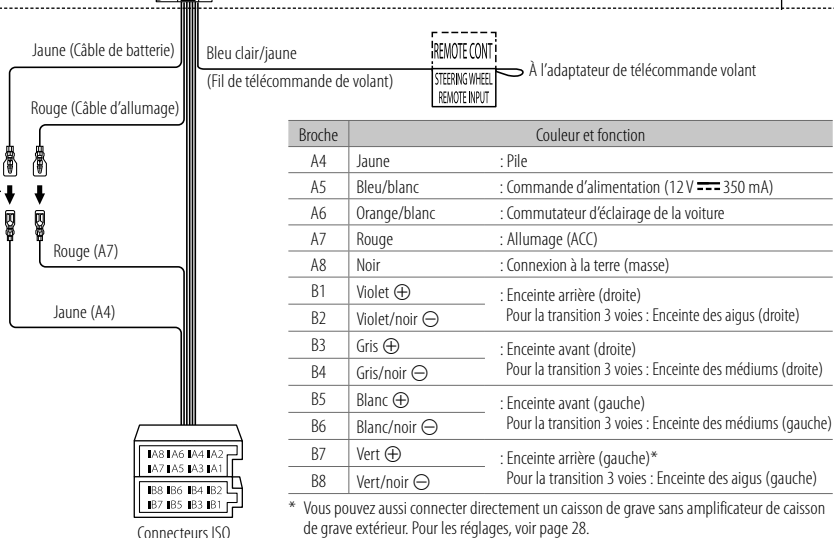 Jaune (Câble de batterie)
Bleu clair/jaune
(Fil de télécommande de volant)
REMOTE CONT
STEERING WHEEL
REMOTE INPUT
À l'adaptateur de télécommande volant
Rouge (Câble d'allumage)
Rouge (A7)
Jaune (A4)
A8 A6 A4 A2
A7 A5 A3 A1
B8 B6 B4 B2
B7 B5 B3 B1
Connecteurs ISO
Broche Couleur et fonction
A4 Jaune : Pile
A5 Bleu/blanc : Commande d'alimentation (12 V ⎓ 350 mA)
A6 Orange/blanc : Commutateur d'éclairage de la voiture
A7 Rouge : Allumage (ACC)
A8 Noir : Connexion à la terre (masse)
B1 Violet ⊕ : Enceinte arrière (droite)
B2 Violet/noir ⊖ Pour la transition 3 voies : Enceinte des aigus (droite)
B3 Gris ⊕ : Enceinte avant (droite)
B4 Gris/noir ⊖ Pour la transition 3 voies : Enceinte des médiums (droite)
B5 Blanc ⊕ : Enceinte avant (gauche)
B6 Blanc/noir ⊖ Pour la transition 3 voies : Enceinte des médiums (gauche)
B7 Vert ⊕ : Enceinte arrière (gauche)*
B8 Vert/noir ⊖ Pour la transition 3 voies : Enceinte des aigus (gauche)
* Vous pouvez aussi connecter directement un caisson de grave sans amplificateur de caisson
de grave extérieur. Pour les réglages, voir page 28.